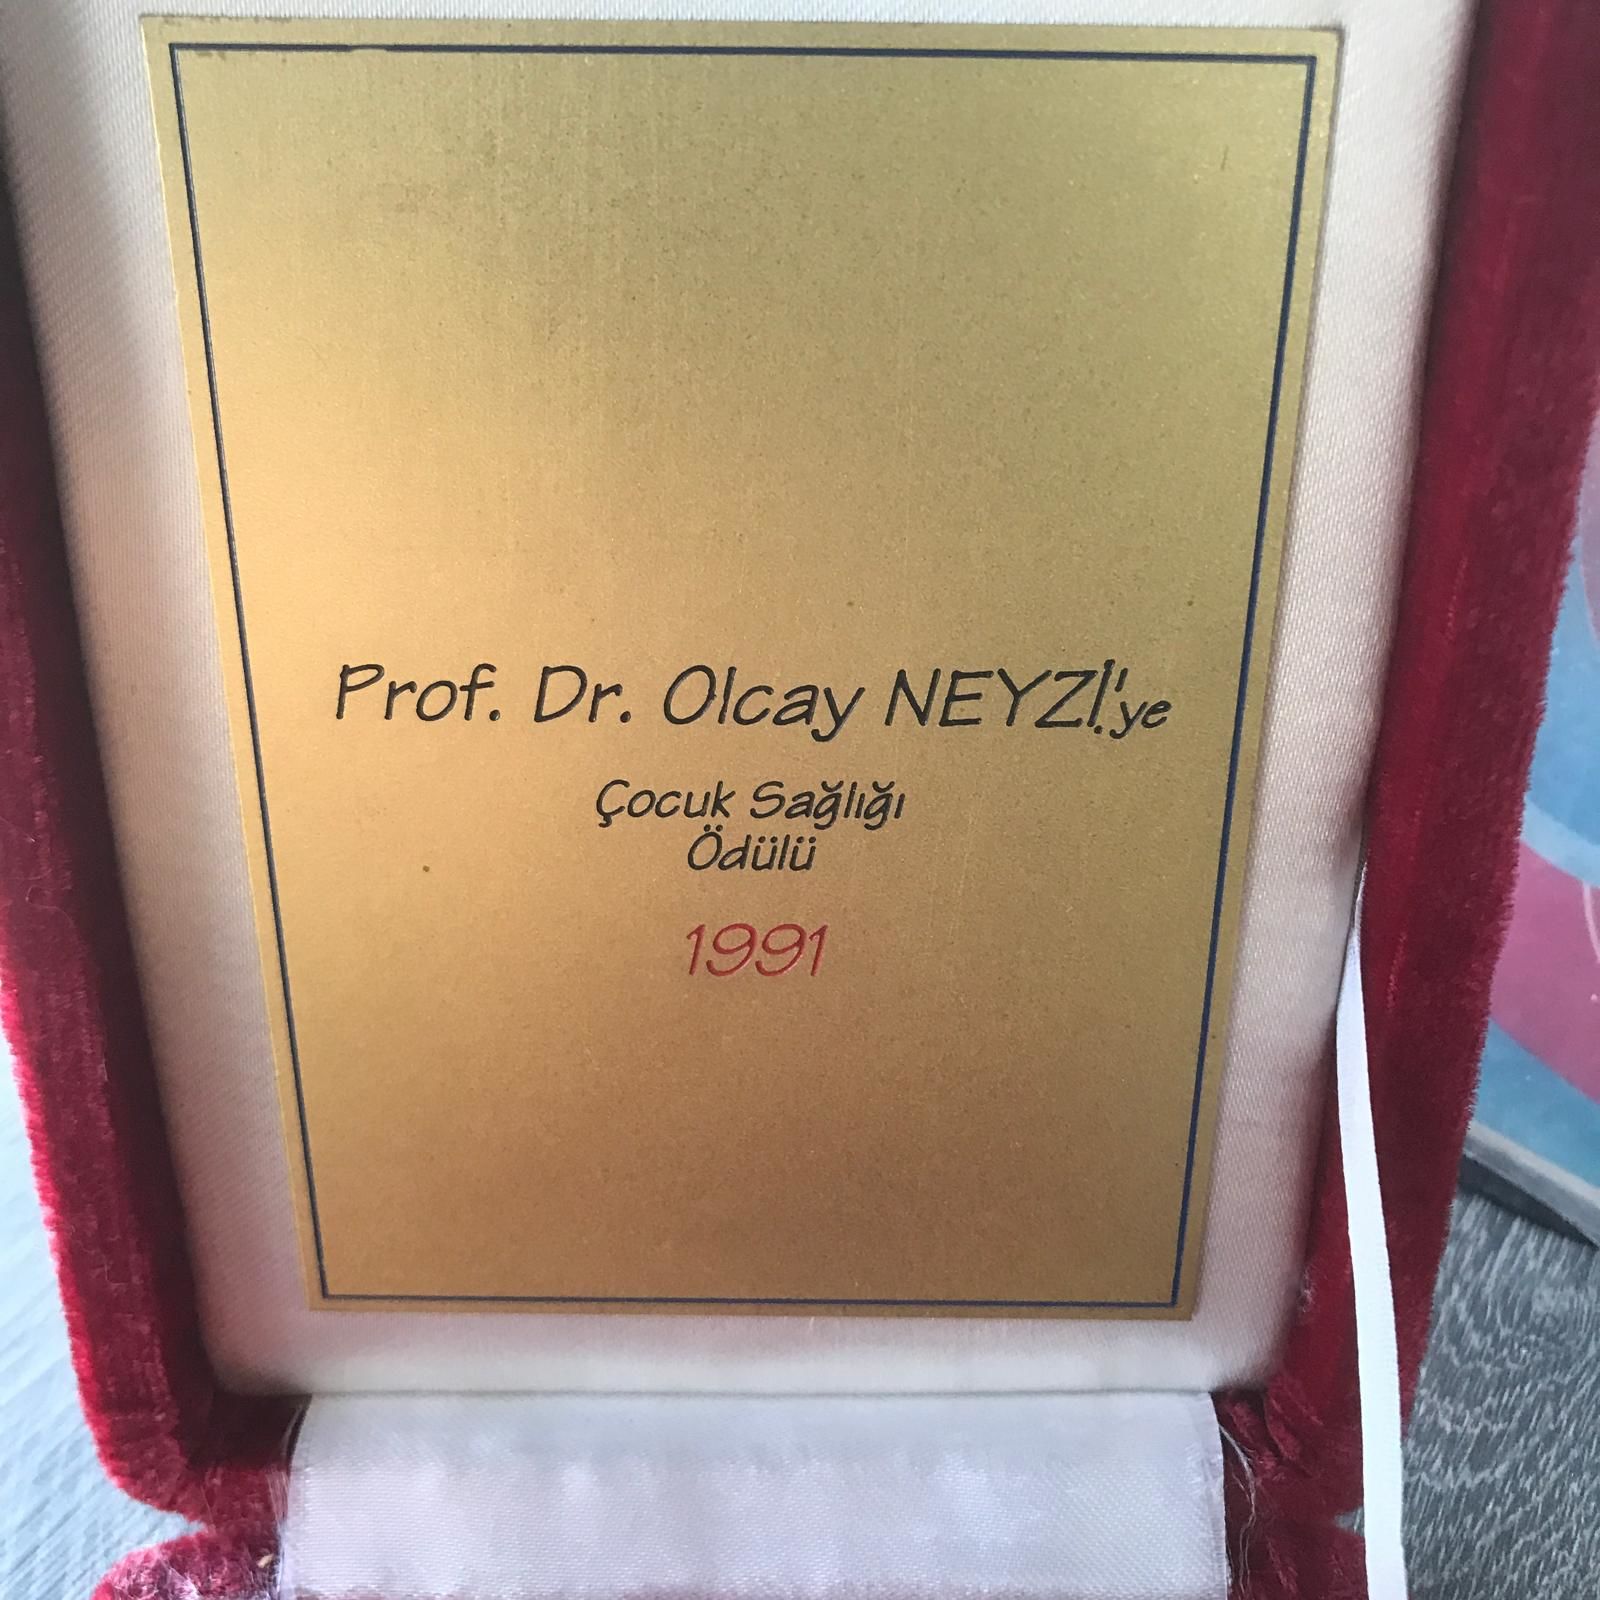 Prof. Dr. Olcay NEYZİ'ye
Çocuk Sağlığı
Ödülü
1991